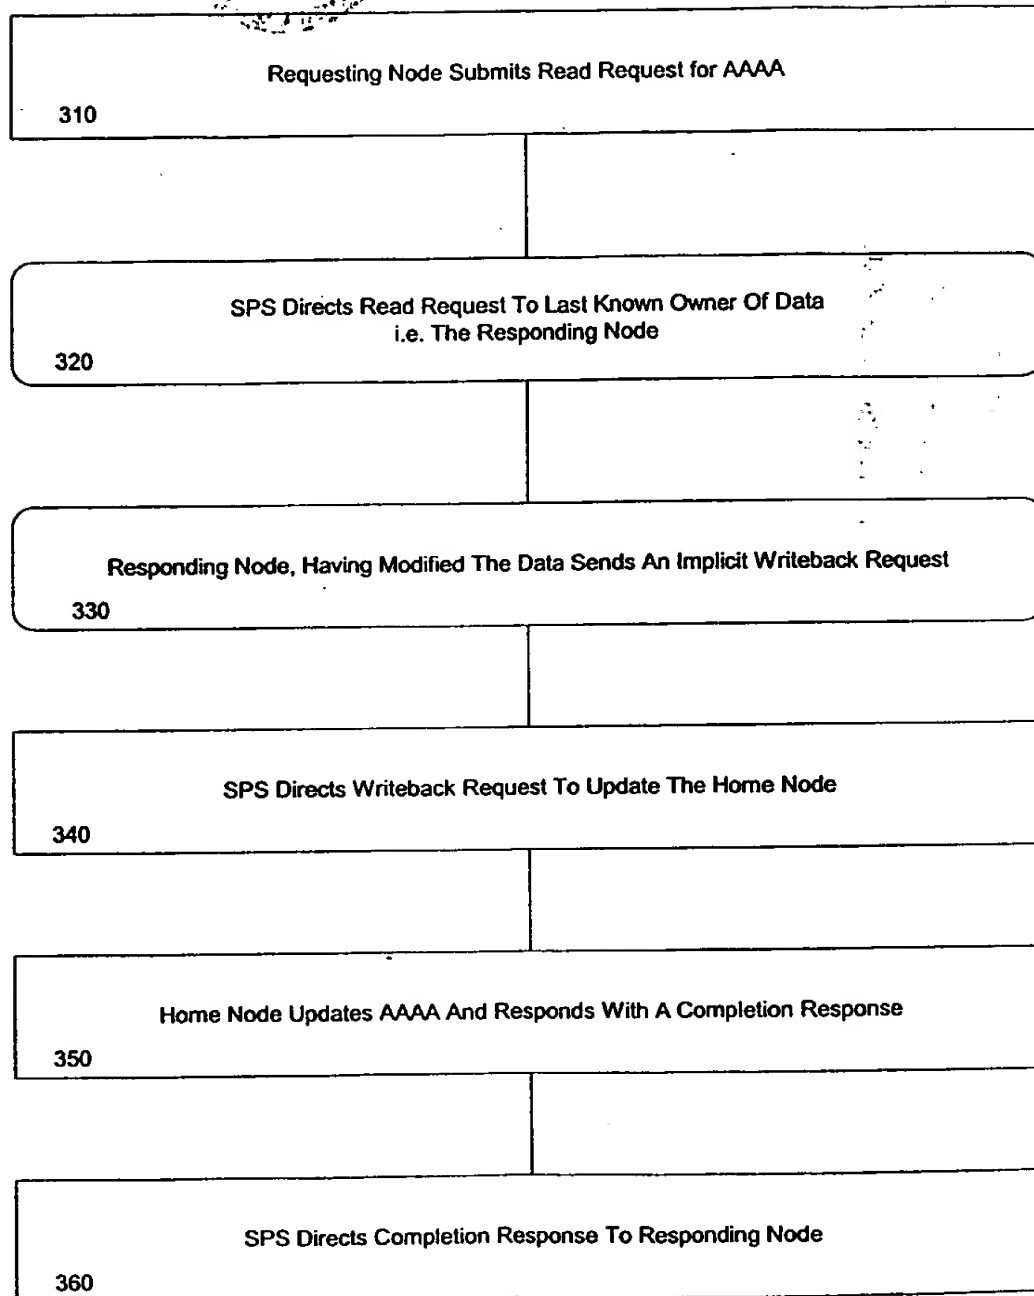 Requesting Node Submits Read Request for AAAA
310
SPS Directs Read Request To Last Known Owner Of Data
i.e. The Responding Node
320
Responding Node, Having Modified The Data Sends An Implicit Writeback Request
330
SPS Directs Writeback Request To Update The Home Node
340
Home Node Updates AAAA And Responds With A Completion Response
350
SPS Directs Completion Response To Responding Node
360